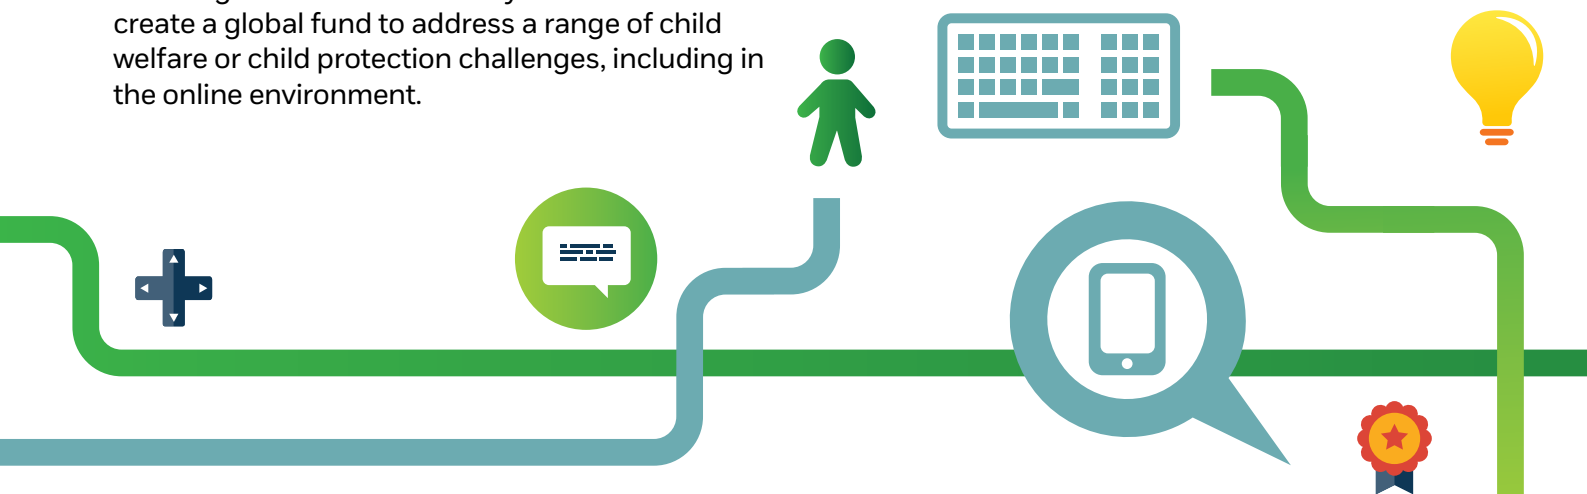 create a global fund to address a range of child
welfare or child protection challenges, including in
the online environment.